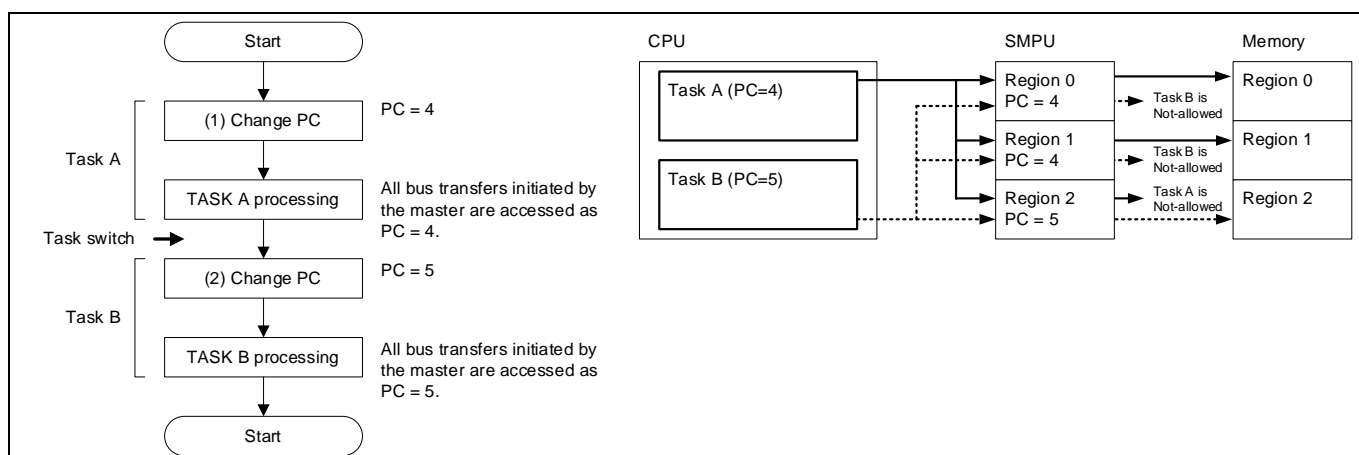 Start
(1) Change PC
PC = 4
Task A
TASK A processing
All bus transfers initiated by
the master are accessed as
PC = 4.
Task switch
(2) Change PC
PC = 5
Task B
TASK B processing
All bus transfers initiated by
the master are accessed as
PC = 5.
Start
CPU
Task A (PC=4)
Task B (PC=5)
SMPU
Region 0
PC = 4
Region 1
PC = 4
Region 2
PC = 5
Task B is
Not-allowed
Task B is
Not-allowed
Task A is
Not-allowed
Memory
Region 0
Region 1
Region 2